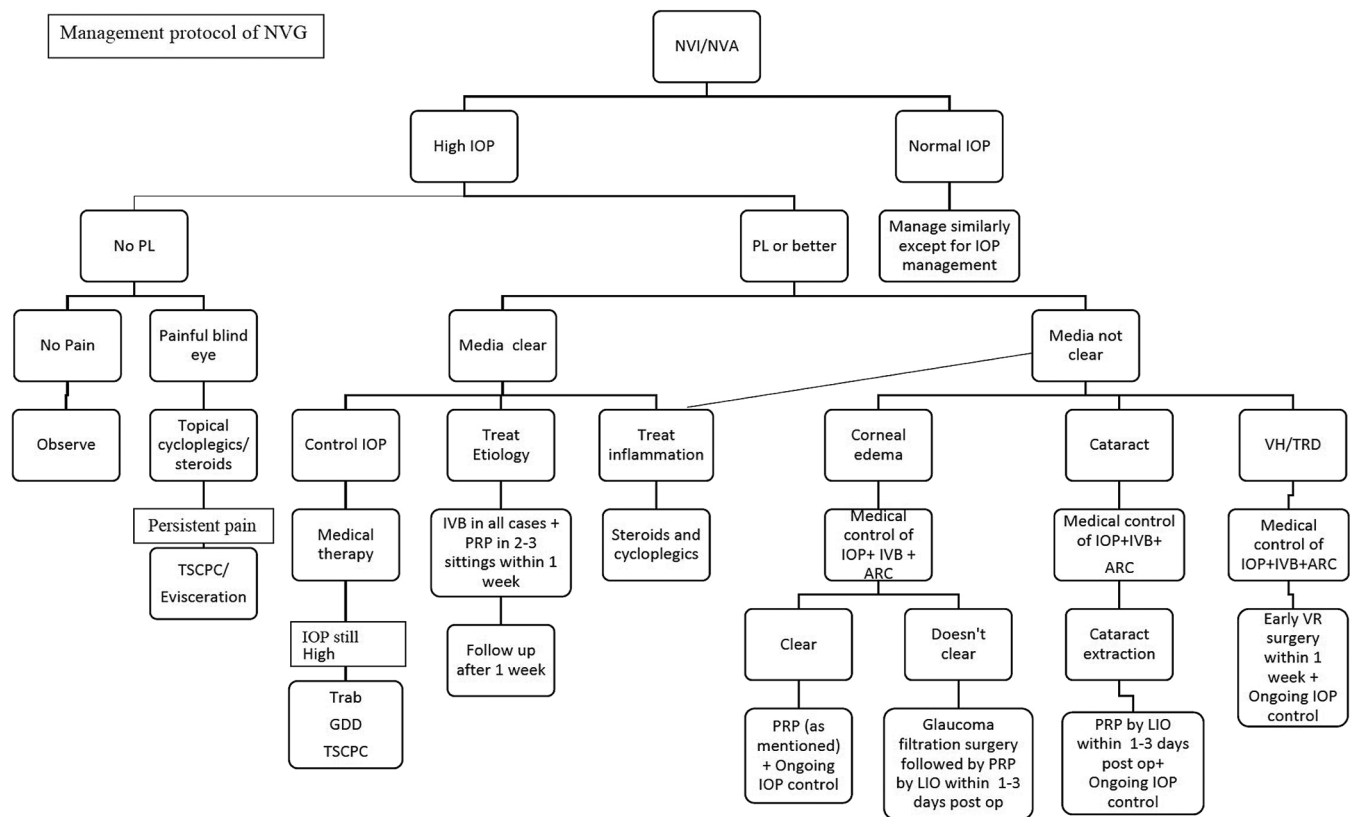 Management protocol of NVG
NVI/NVA
High IOP
Normal IOP
No PL
PL or better
Manage similarly
except for IOP
management
No Pain
Painful blind
eye
Media clear
Media not
clear
Observe
Topical
cycloplegics/
steroids
Control IOP
Treat
Etiology
Treat
inflammation
Corneal
edema
Cataract
VH/TRD
Persistent pain
TSCPC/
Evisceration
Medical
therapy
IVB in all cases +
PRP in 2-3
sittings within 1
week
Steroids and
cycloplegics
Medical
control of
IOP+ IVB +
ARC
Medical control
of IOP+IVB+
ARC
Medical
control of
IOP+IVB+ARC
IOP still
High
Trab
GDD
TSCPC
Follow up
after 1 week
Clear
Doesn't
clear
Cataract
extraction
Early VR
surgery
within 1
week +
Ongoing IOP
control
PRP (as
mentioned)
+ Ongoing
IOP control
Glaucoma
filtration surgery
followed by PRP
by LIO within 1-3
days post op
PRP by LIO
within 1-3 days
post op+
Ongoing IOP
control